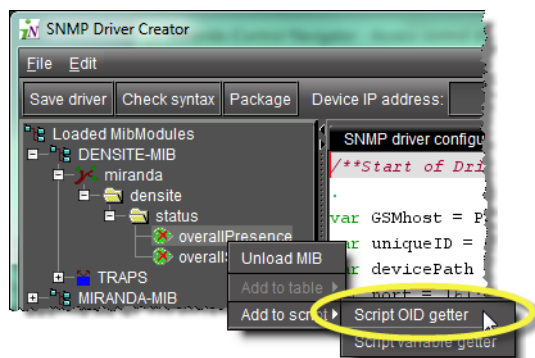 SNMP Driver Creator
File Edit
Save driver Check syntax Package Device IP address:
Loaded MibModules
DENSITE-MIB
miranda
densite
status
overallPresence
overallS
TRAPS
MIRANDA-MIB
SNMP driver configu
/**Start of Dri
.
var GSMhost = P
var uniqueID =
var devicePath
port =
Unload MIB
Add to table
Add to script
Script OID getter
Script variable getter